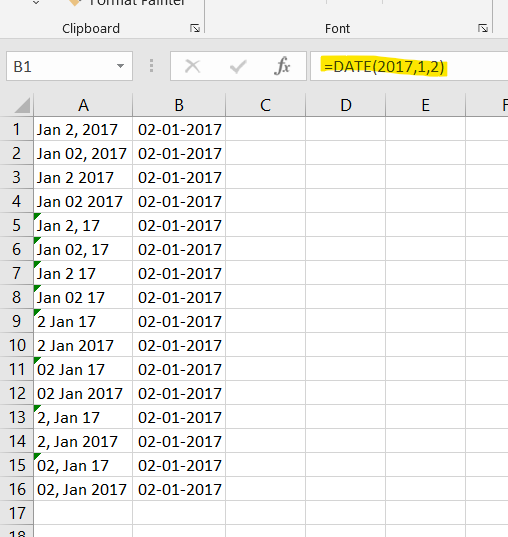 Format Painter
Clipboard Font
B1 fx =DATE(2017,1,2)
A B C D E F
1 Jan 2, 2017 02-01-2017
2 Jan 02, 2017 02-01-2017
3 Jan 2 2017 02-01-2017
4 Jan 02 2017 02-01-2017
5 Jan 2, 17 02-01-2017
6 Jan 02, 17 02-01-2017
7 Jan 2 17 02-01-2017
8 Jan 02 17 02-01-2017
9 2 Jan 17 02-01-2017
10 2 Jan 2017 02-01-2017
11 02 Jan 17 02-01-2017
12 02 Jan 2017 02-01-2017
13 2, Jan 17 02-01-2017
14 2, Jan 2017 02-01-2017
15 02, Jan 17 02-01-2017
16 02, Jan 2017 02-01-2017
17
18